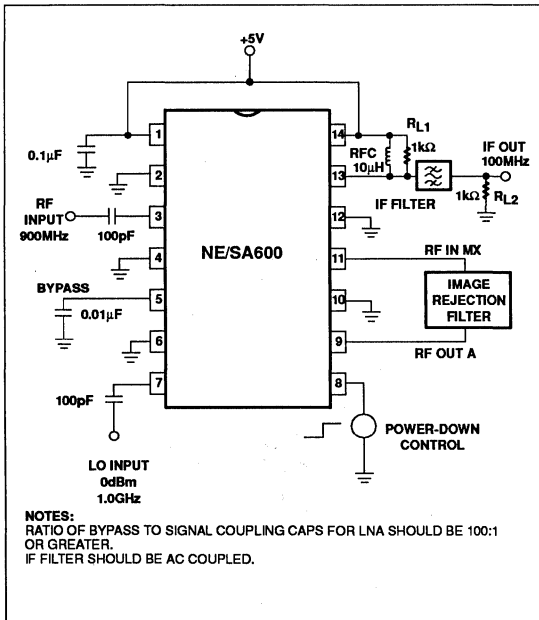 +5V
0.1µF
1
2
RF
INPUT
900MHz
100pF
3
4
BYPASS
0.01µF
5
6
100pF
7
LO INPUT
0dBm
1.0GHz
NE/SA600
14
13
12
11
10
9
8
RFC
10µH
RL1
1kΩ
IF FILTER
IF OUT
100MHz
1kΩ
RL2
RF IN MX
IMAGE
REJECTION
FILTER
RF OUT A
POWER-DOWN
CONTROL
NOTES:
RATIO OF BYPASS TO SIGNAL COUPLING CAPS FOR LNA SHOULD BE 100:1
OR GREATER.
IF FILTER SHOULD BE AC COUPLED.